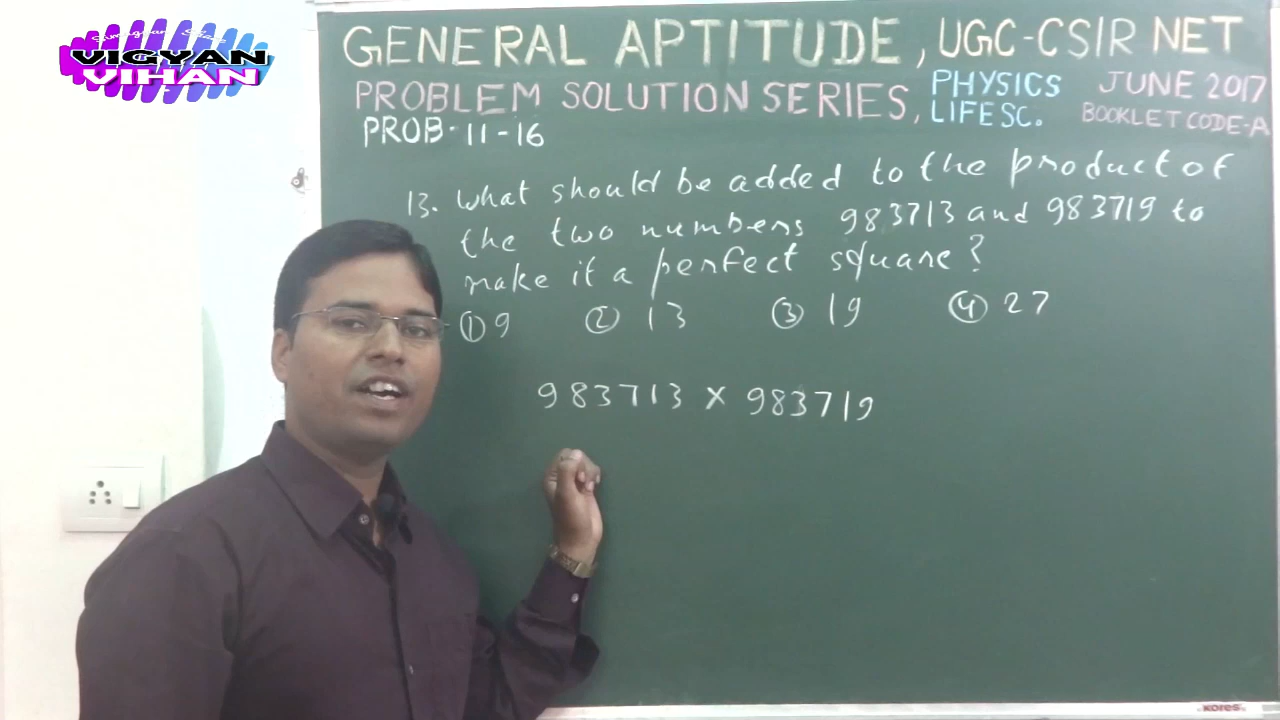 VIGYAN
VIHAN
GENERAL APTITUDE, UGC-CSIR NET
PROBLEM SOLUTION SERIES, PHYSICS JUNE 2017
LIFE SC. BOOKLET CODE-A
PROB. 11-16
13. What should be added to the product of
the two numbers 983713 and 983719 to
make it a perfect square?
① 9 ② 13 ③ 19 ④ 27
983713 × 983719
kores